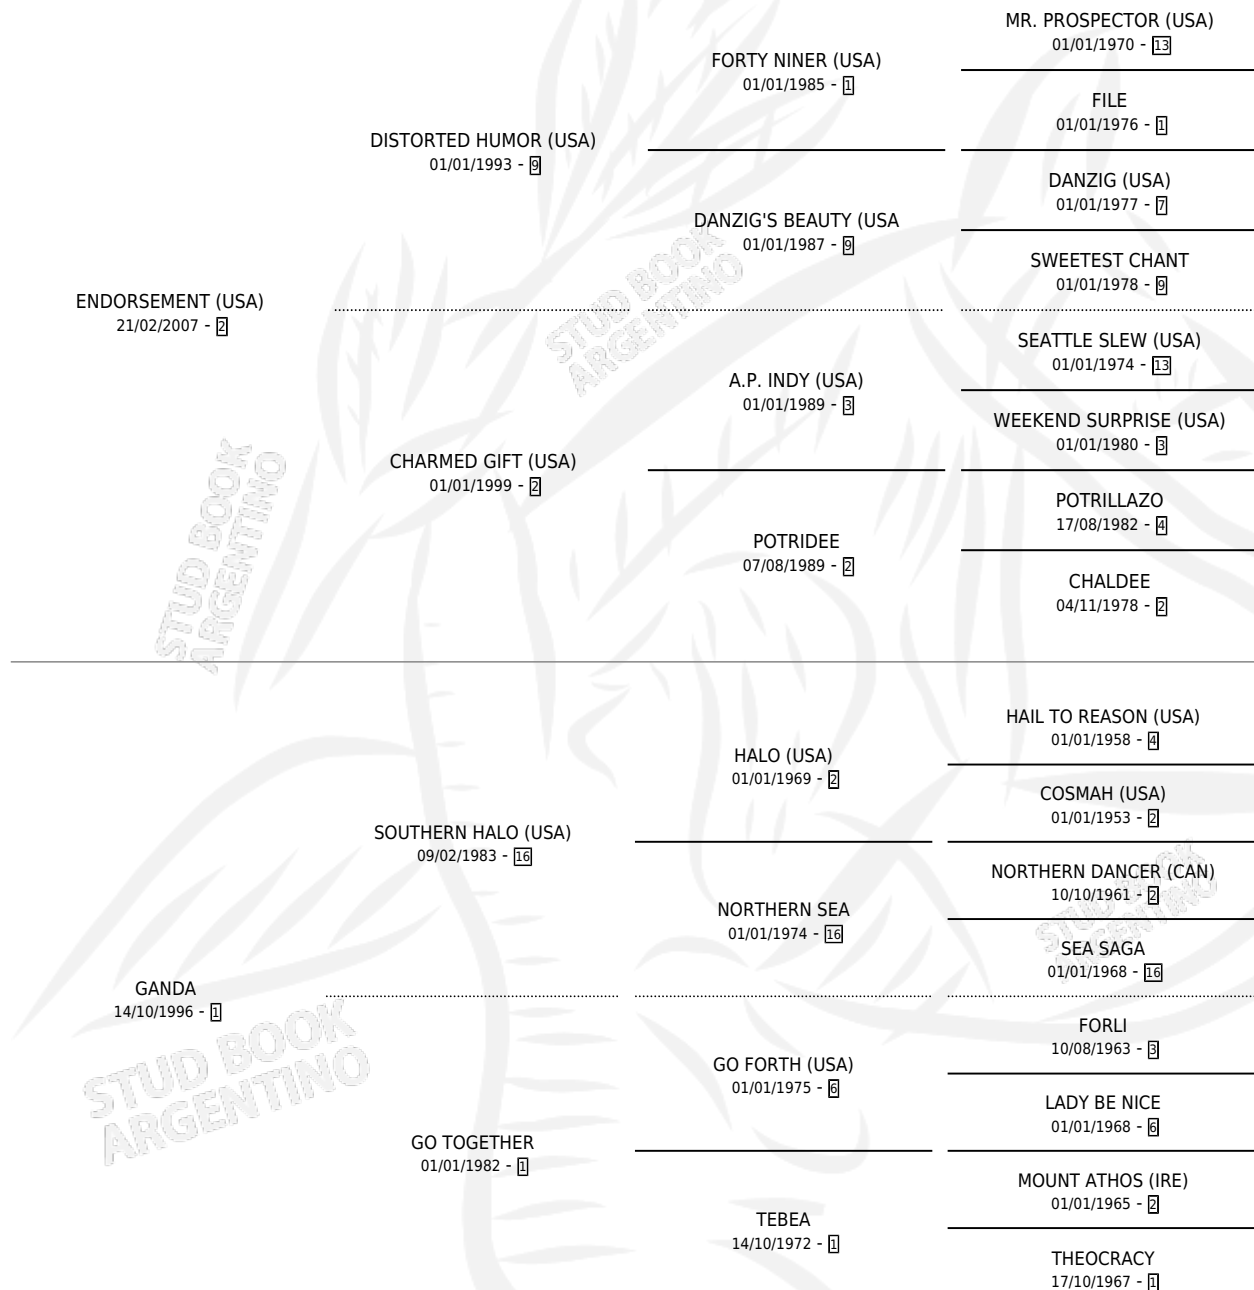 MR. PROSPECTOR (USA)
01/01/1970 - 13
FORTY NINER (USA)
01/01/1985 - 1
FILE
01/01/1976 - 1
DISTORTED HUMOR (USA)
01/01/1993 - 9
DANZIG (USA)
01/01/1977 - 7
DANZIG'S BEAUTY (USA
01/01/1987 - 9
SWEETEST CHANT
01/01/1978 - 9
ENDORSEMENT (USA)
21/02/2007 - 2
SEATTLE SLEW (USA)
01/01/1974 - 13
A.P. INDY (USA)
01/01/1989 - 3
WEEKEND SURPRISE (USA)
01/01/1980 - 3
CHARMED GIFT (USA)
01/01/1999 - 2
POTRILLAZO
17/08/1982 - 4
POTRIDEE
07/08/1989 - 2
CHALDEE
04/11/1978 - 2
HAIL TO REASON (USA)
01/01/1958 - 4
HALO (USA)
01/01/1969 - 2
COSMAH (USA)
01/01/1953 - 2
SOUTHERN HALO (USA)
09/02/1983 - 16
NORTHERN DANCER (CAN)
10/10/1961 - 2
NORTHERN SEA
01/01/1974 - 16
SEA SAGA
01/01/1968 - 16
GANDA
14/10/1996 - 1
FORLI
10/08/1963 - 3
GO FORTH (USA)
01/01/1975 - 6
LADY BE NICE
01/01/1968 - 6
GO TOGETHER
01/01/1982 - 1
MOUNT ATHOS (IRE)
01/01/1965 - 2
TEBEA
14/10/1972 - 1
THEOCRACY
17/10/1967 - 1
STUD BOOK
ARGENTINO
STUD BOOK
ARGENTINO
STUD BOOK
ARGENTINO
STUD BOOK
ARGENTINO